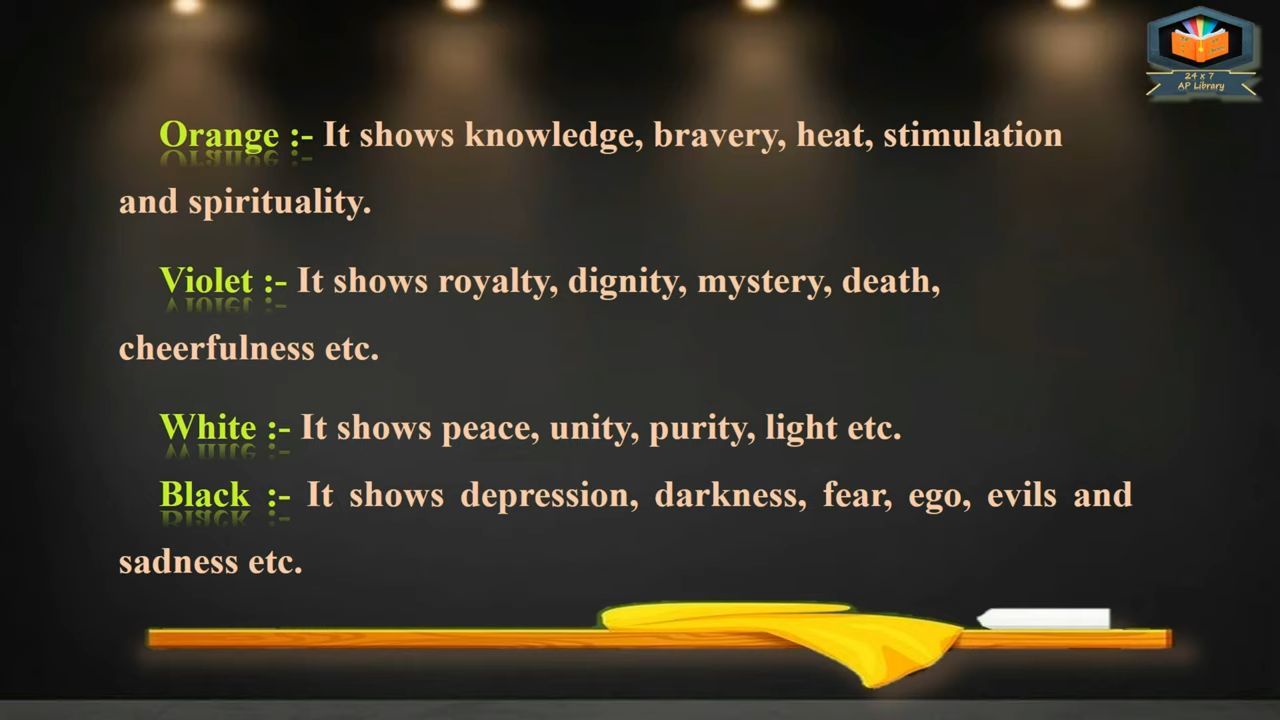 24 x 7
AP Library
Orange :- It shows knowledge, bravery, heat, stimulation
and spirituality.
Violet :- It shows royalty, dignity, mystery, death,
cheerfulness etc.
White :- It shows peace, unity, purity, light etc.
Black :- It shows depression, darkness, fear, ego, evils and
sadness etc.